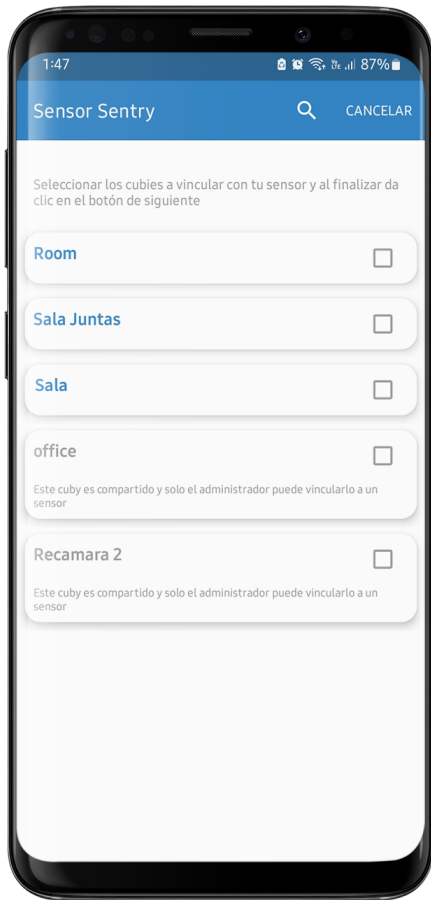 1:47 87%
Sensor Sentry CANCELAR
Seleccionar los cubies a vincular con tu sensor y al finalizar da
clic en el botón de siguiente
Room
Sala Juntas
Sala
office
Este cuby es compartido y solo el administrador puede vincularlo a un
sensor
Recamara 2
Este cuby es compartido y solo el administrador puede vincularlo a un
sensor